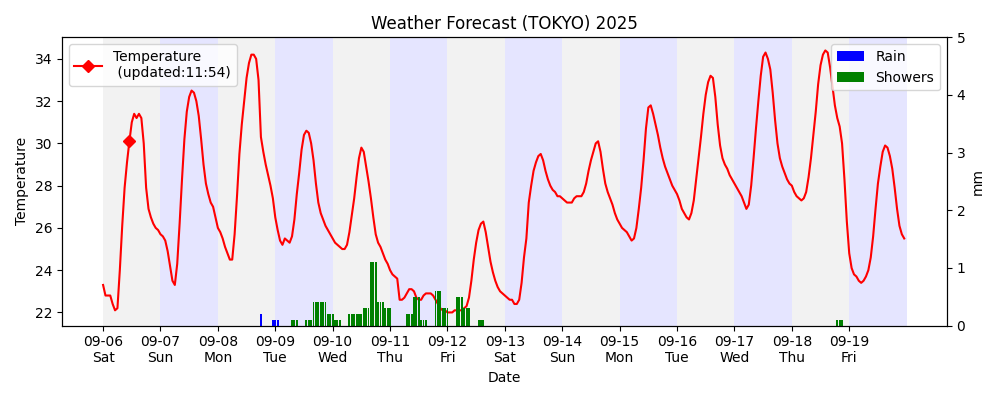 Weather Forecast (TOKYO) 2025
Temperature
(updated:11:54)
Rain
Showers
Temperature
34
32
30
28
26
24
22
5
4
3
2
1
0
mm
09-06 09-07 09-08 09-09 09-10 09-11 09-12 09-13 09-14 09-15 09-16 09-17 09-18 09-19
Sat Sun Mon Tue Wed Thu Fri Sat Sun Mon Tue Wed Thu Fri
Date